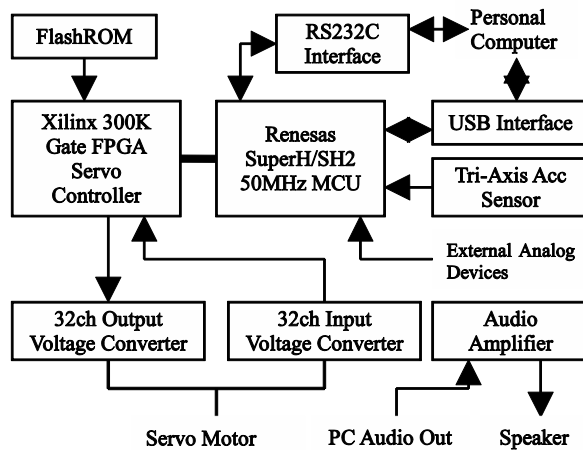 FlashROM
RS232C
Interface
Personal
Computer
Xilinx 300K
Gate FPGA
Servo
Controller
Renesas
SuperH/SH2
50MHz MCU
USB Interface
Tri-Axis Acc
Sensor
External Analog
Devices
32ch Output
Voltage Converter
32ch Input
Voltage Converter
Audio
Amplifier
Servo Motor
PC Audio Out
Speaker